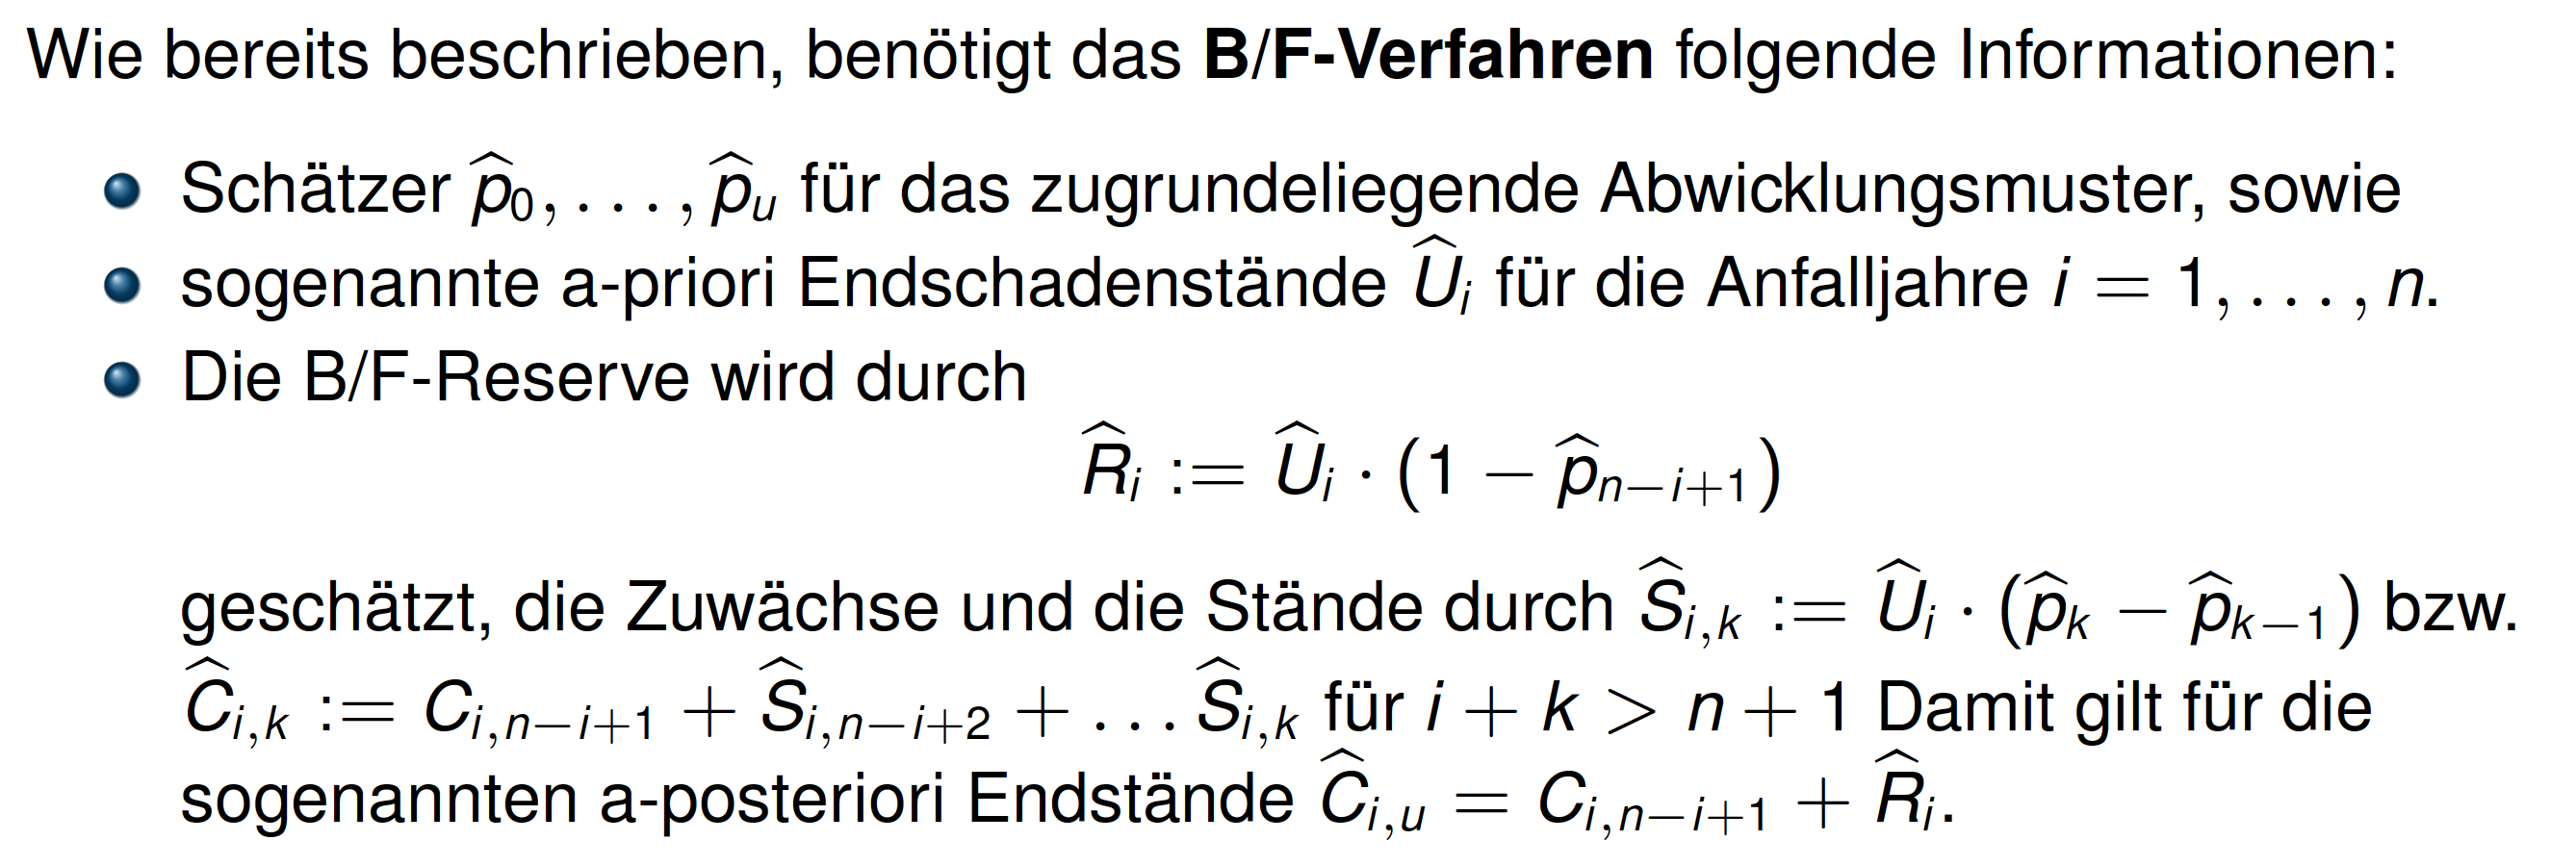 Wie bereits beschrieben, benötigt das B/F-Verfahren folgende Informationen:
Schätzer $\widehat{p}_0, \ldots, \widehat{p}_u$ für das zugrundeliegende Abwicklungsmuster, sowie
sogenannte a-priori Endschadenstände $\widehat{U}_i$ für die Anfalljahre $i = 1, \ldots, n$.
Die B/F-Reserve wird durch
$\widehat{R}_i := \widehat{U}_i \cdot (1 - \widehat{p}_{n-i+1})$
geschätzt, die Zuwächse und die Stände durch $\widehat{S}_{i,k} := \widehat{U}_i \cdot (\widehat{p}_k - \widehat{p}_{k-1})$ bzw.
$\widehat{C}_{i,k} := C_{i,n-i+1} + \widehat{S}_{i,n-i+2} + \ldots \widehat{S}_{i,k}$ für $i + k > n + 1$ Damit gilt für die
sogenannten a-posteriori Endstände $\widehat{C}_{i,u} = C_{i,n-i+1} + \widehat{R}_i$.